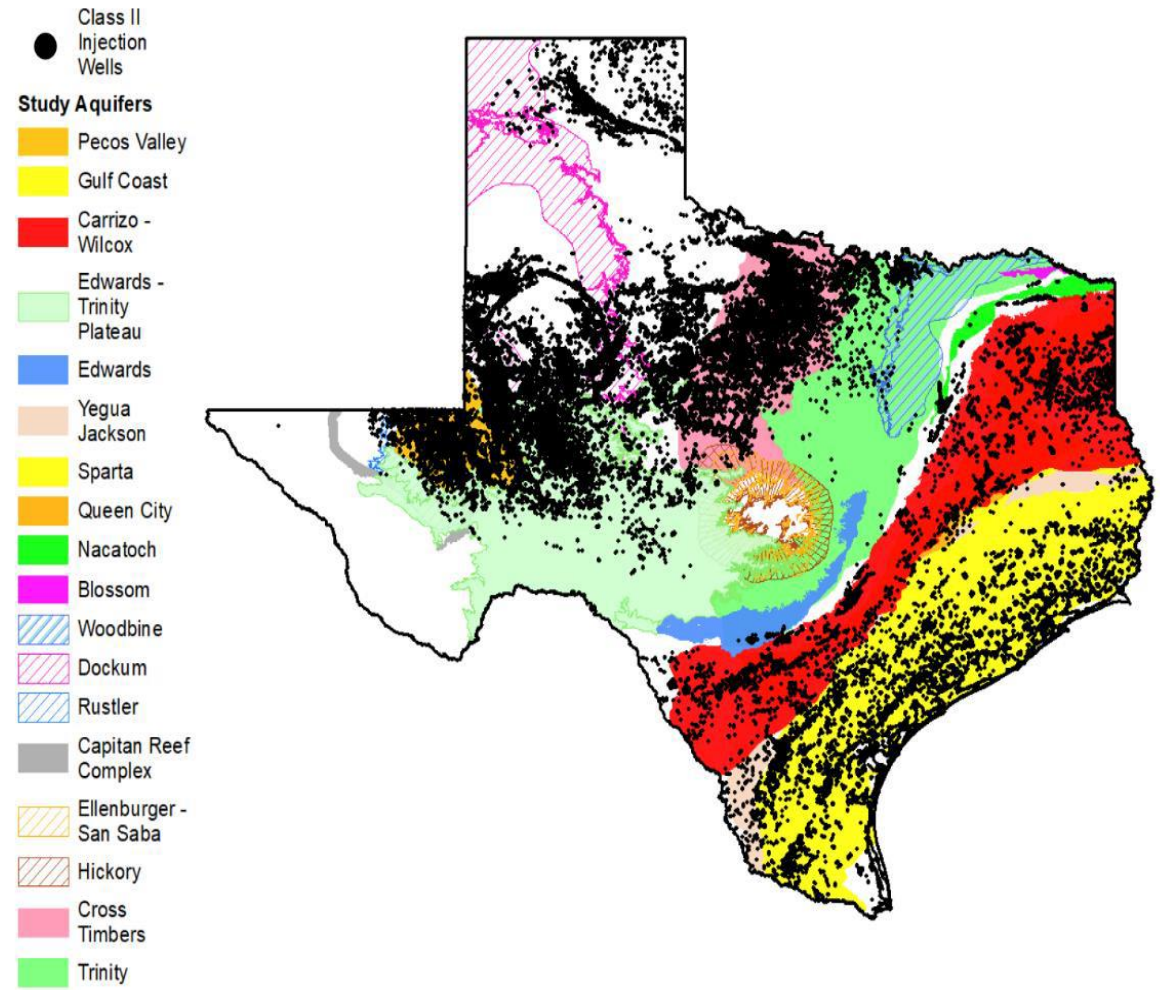 Class II
Injection
Wells
Study Aquifers
Pecos Valley
Gulf Coast
Carrizo -
Wilcox
Edwards -
Trinity
Plateau
Edwards
Yegua
Jackson
Sparta
Queen City
Nacatoch
Blossom
Woodbine
Dockum
Rustler
Capitan Reef
Complex
Ellenburger -
San Saba
Hickory
Cross
Timbers
Trinity